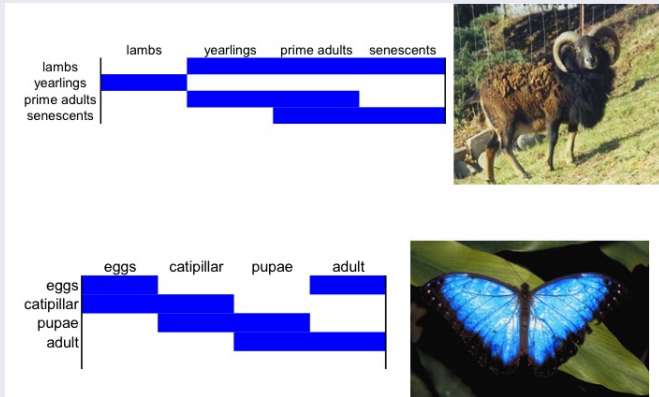 lambs yearlings prime adults senescents
lambs
yearlings
prime adults
senescents
eggs catipillar pupae adult
eggs
catipillar
pupae
adult